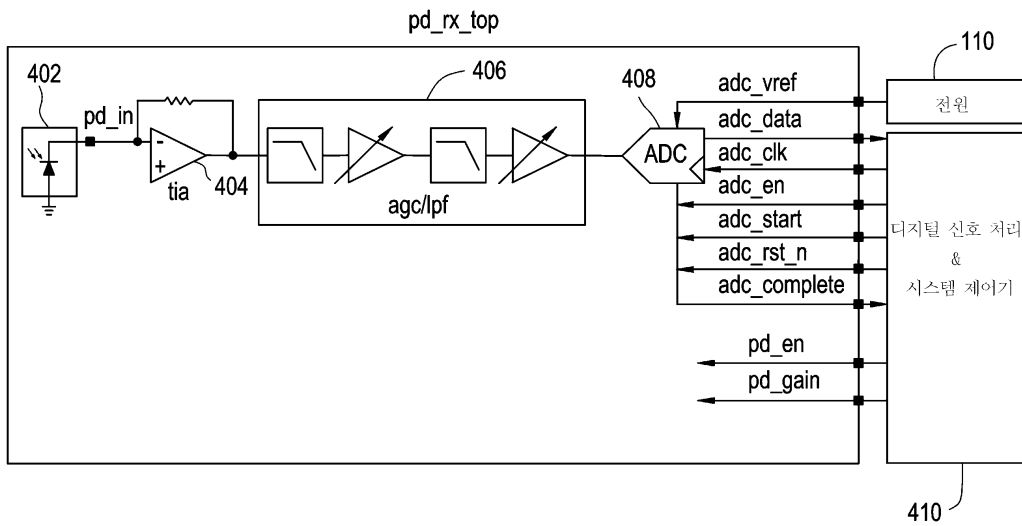 pd_rx_top
402
pd_in
-
+
tia
404
406
agc/lpf
408
ADC
adc_vref
adc_data
adc_clk
adc_en
adc_start
adc_rst_n
adc_complete
pd_en
pd_gain
110
전원
디지털 신호 처리
&
시스템 제어기
410